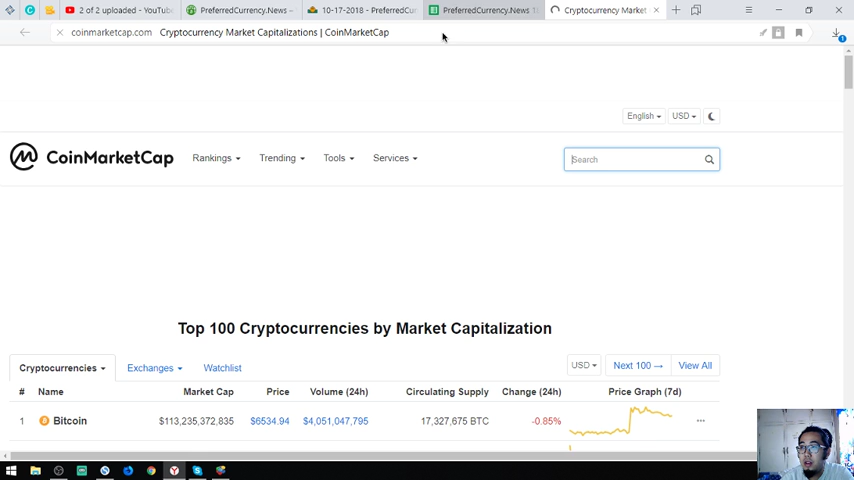 2 of 2 uploaded - YouTub
PreferredCurrency.News –
10-17-2018 - PreferredCur
PreferredCurrency.News 1
Cryptocurrency Market
coinmarketcap.com Cryptocurrency Market Capitalizations | CoinMarketCap
English USD
CoinMarketCap Rankings Trending Tools Services Search
Top 100 Cryptocurrencies by Market Capitalization
Cryptocurrencies Exchanges Watchlist USD Next 100 → View All
# Name Market Cap Price Volume (24h) Circulating Supply Change (24h) Price Graph (7d)
1 Bitcoin $113,235,372,835 $6534.94 $4,051,047,795 17,327,675 BTC -0.85%